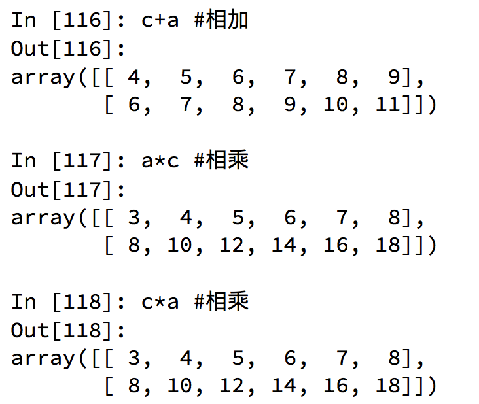 In [116]: c+a #相加
Out[116]:
array([[ 4,  5,  6,  7,  8,  9],
       [ 6,  7,  8,  9, 10, 11]])
In [117]: a*c #相乘
Out[117]:
array([[ 3,  4,  5,  6,  7,  8],
       [ 8, 10, 12, 14, 16, 18]])
In [118]: c*a #相乘
Out[118]:
array([[ 3,  4,  5,  6,  7,  8],
       [ 8, 10, 12, 14, 16, 18]])